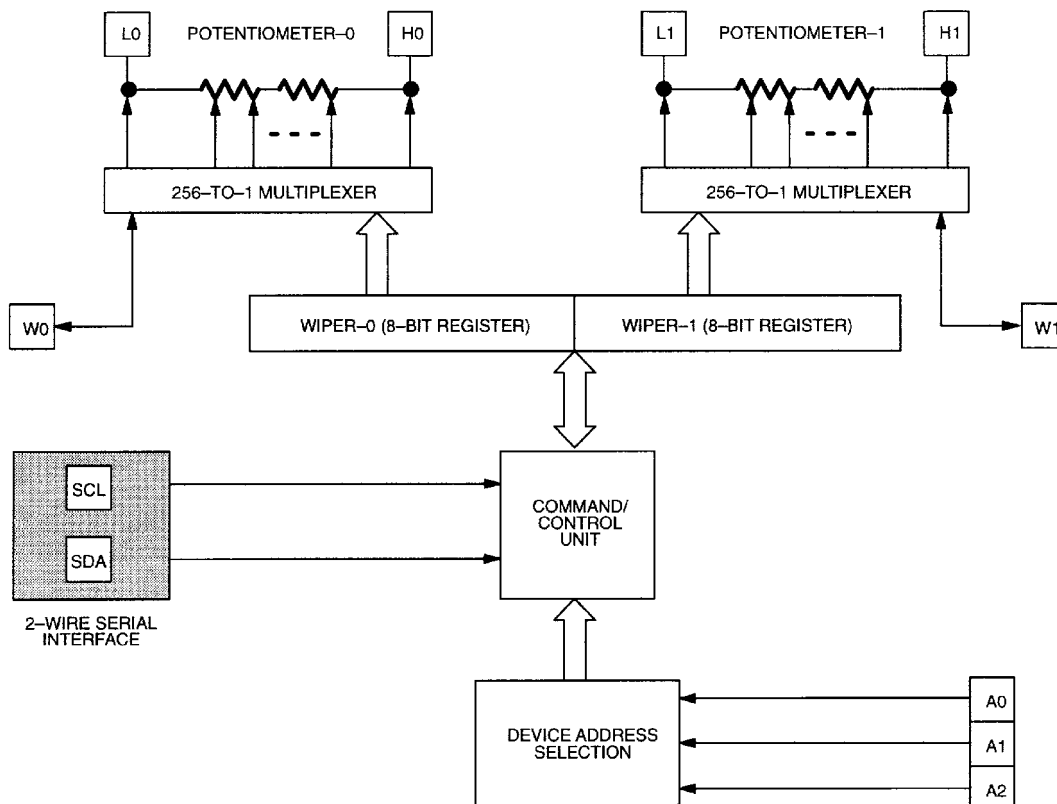 L0 POTENTIOMETER–0 H0
L1 POTENTIOMETER–1 H1
256–TO–1 MULTIPLEXER
256–TO–1 MULTIPLEXER
WIPER–0 (8–BIT REGISTER)
WIPER–1 (8–BIT REGISTER)
W0
W1
SCL
SDA
2–WIRE SERIAL
INTERFACE
COMMAND/
CONTROL
UNIT
DEVICE ADDRESS
SELECTION
A0
A1
A2